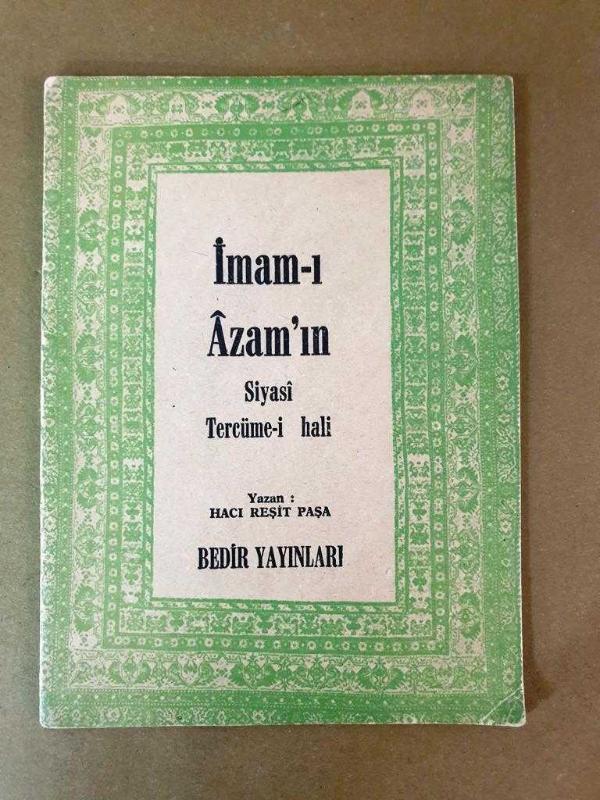 İmam-ı
Âzam'ın
Siyasî
Tercüme-i hali
Yazan :
HACI REŞİT PAŞA
BEDİR YAYINLARI